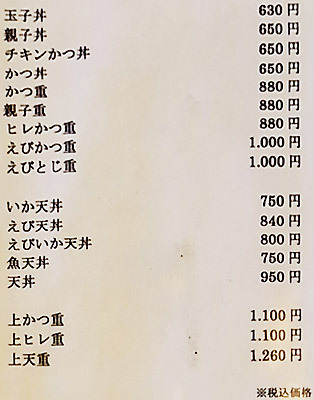 玉子丼 630円
親子丼 650円
チキンかつ丼 650円
かつ丼 650円
かつ重 880円
親子重 880円
ヒレかつ重 880円
えびかつ重 1.000円
えびとじ重 1.000円
いか天丼 750円
えび天丼 840円
えびいか天丼 800円
魚天丼 750円
天丼 950円
上かつ重 1.100円
上ヒレ重 1.100円
上天重 1.260円
※税込価格